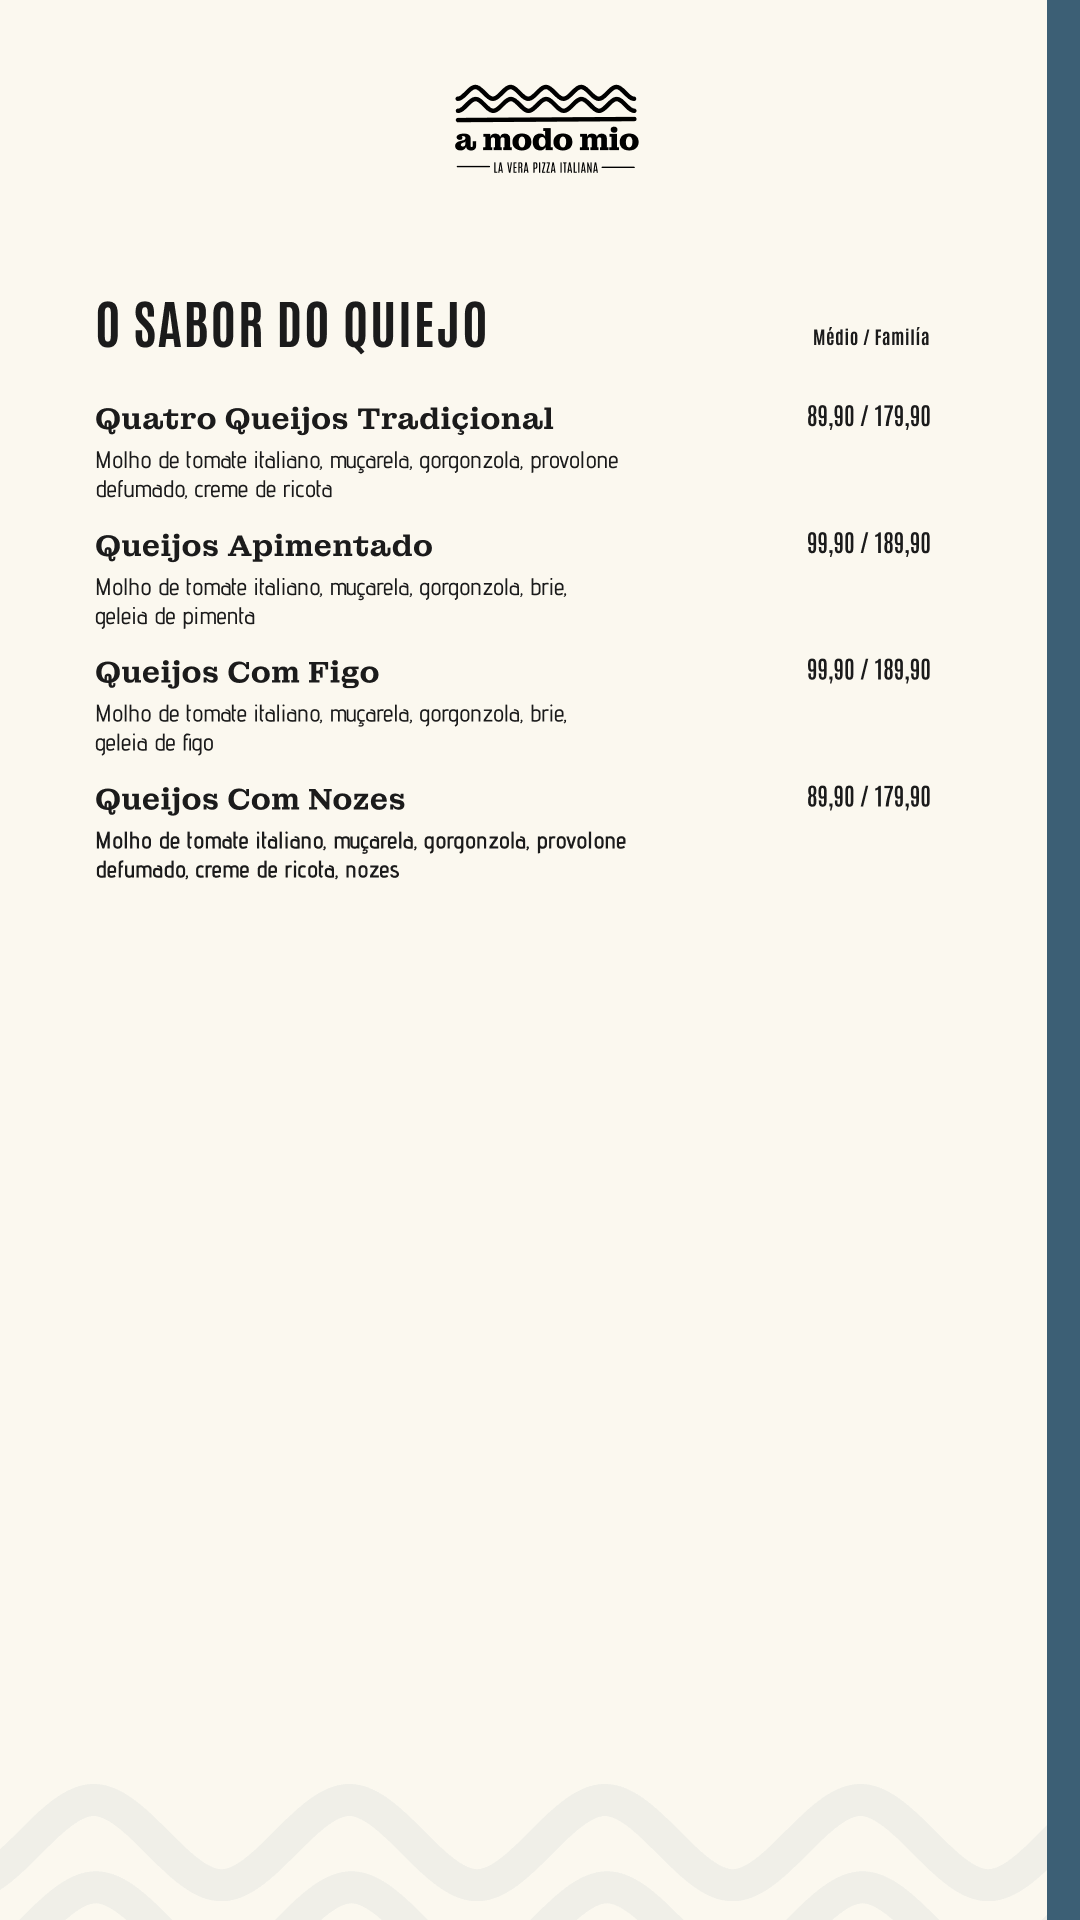 a modo mio
LA VERA PIZZA ITALIANA
O SABOR DO QUIEJO
Médio / Familía
Quatro Queijos Tradiçional
89,90 / 179,90
Molho de tomate italiano, muçarela, gorgonzola, provolone
defumado, creme de ricota
Queijos Apimentado
99,90 / 189,90
Molho de tomate italiano, muçarela, gorgonzola, brie,
geleia de pimenta
Queijos Com Figo
99,90 / 189,90
Molho de tomate italiano, muçarela, gorgonzola, brie,
geleia de figo
Queijos Com Nozes
89,90 / 179,90
Molho de tomate italiano, muçarela, gorgonzola, provolone
defumado, creme de ricota, nozes